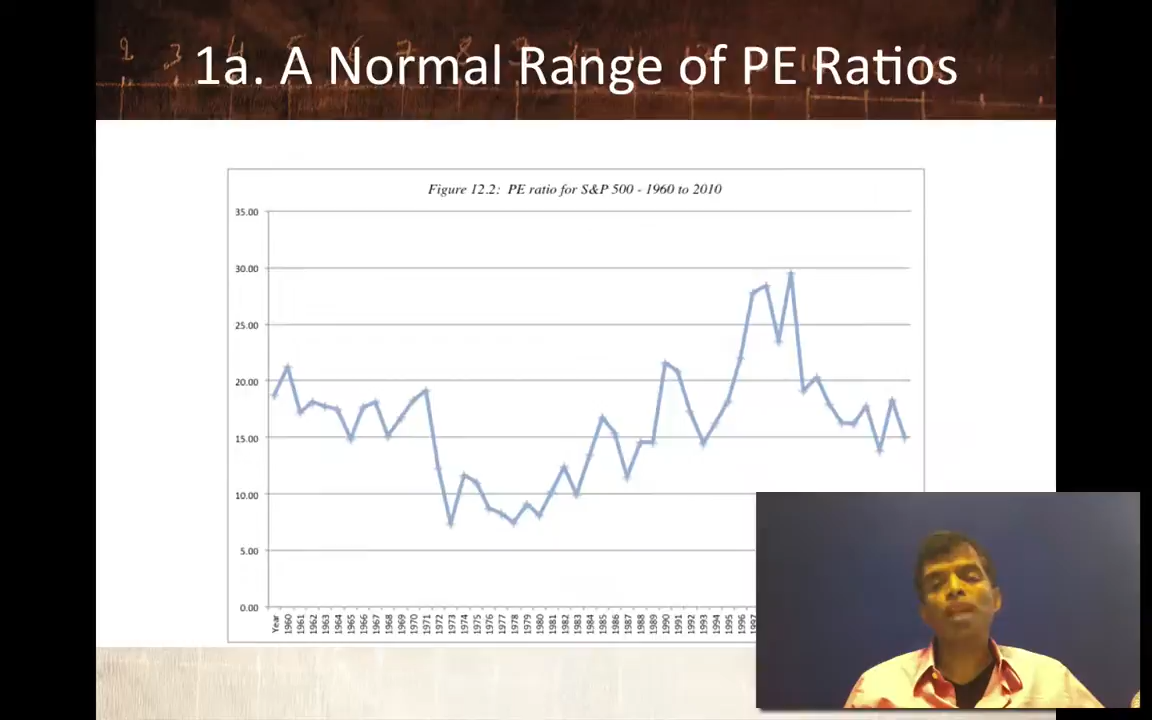 1a. A Normal Range of PE Ratios
Figure 12.2: PE ratio for S&P 500 - 1960 to 2010
35.00
30.00
25.00
20.00
15.00
10.00
5.00
0.00
Year 1960 1961 1962 1963 1964 1965 1966 1967 1968 1969 1970 1971 1972 1973 1974 1975 1976 1977 1978 1979 1980 1981 1982 1983 1984 1985 1986 1987 1988 1989 1990 1991 1992 1993 1994 1995 1996